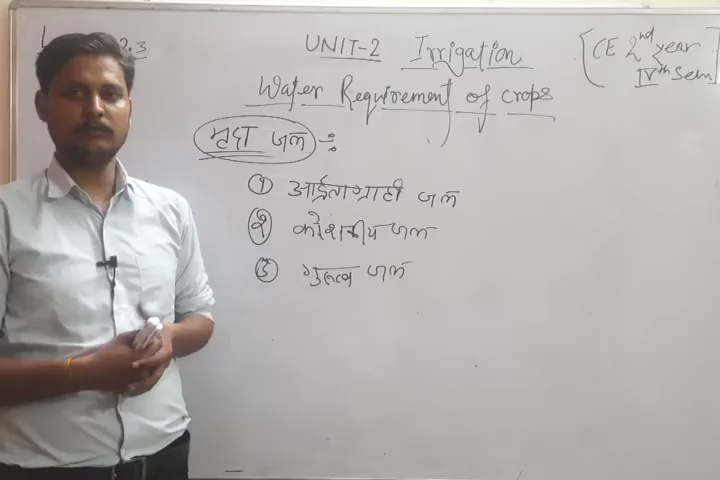 UNIT-2 Irrigation
[CE 2nd year
IVth Sem]
Water Requirement of crops
मृदा जल -:
① आर्द्रताग्राही जल
② केशिकीय जल
③ गुरूत्व जल